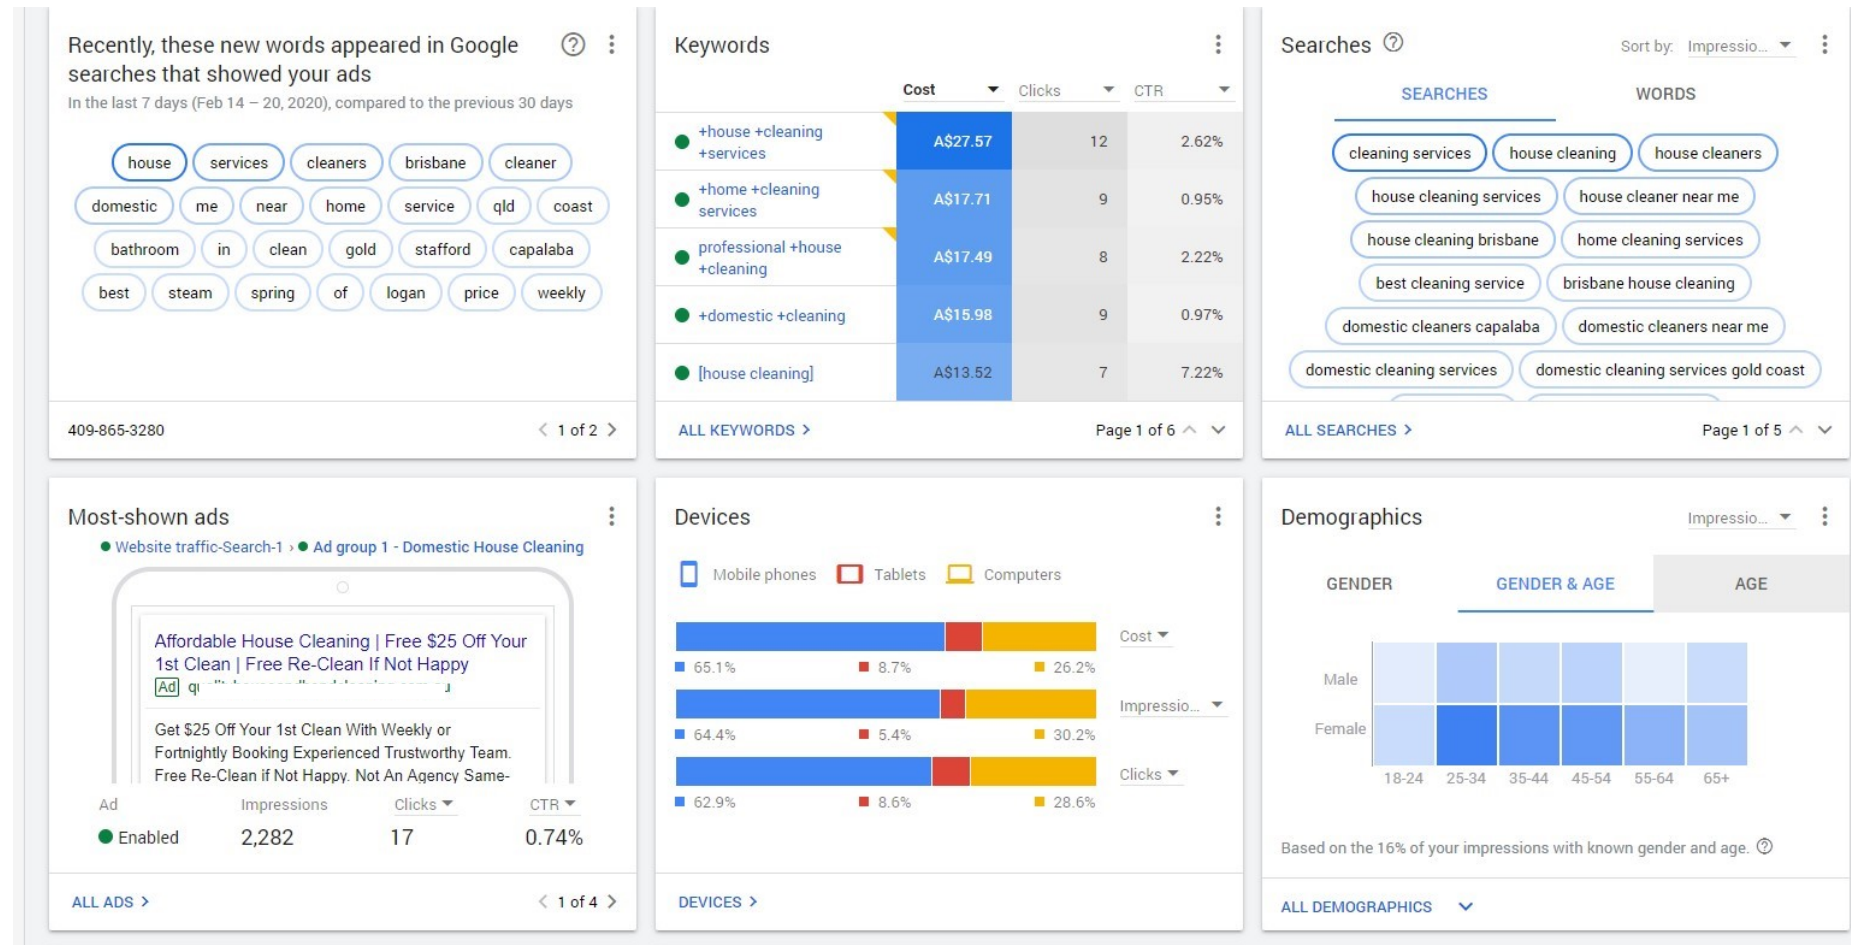 Recently, these new words appeared in Google
searches that showed your ads
In the last 7 days (Feb 14 – 20, 2020), compared to the previous 30 days
house services cleaners brisbane cleaner
domestic me near home service qld coast
bathroom in clean gold stafford capalaba
best steam spring of logan price weekly
409-865-3280
1 of 2
Keywords
Cost Clicks CTR
+house +cleaning
+services
A$27.57 12 2.62%
+home +cleaning
services
A$17.71 9 0.95%
professional +house
+cleaning
A$17.49 8 2.22%
+domestic +cleaning A$15.98 9 0.97%
[house cleaning] A$13.52 7 7.22%
ALL KEYWORDS
Page 1 of 6
Searches
Sort by: Impressio...
SEARCHES WORDS
cleaning services house cleaning house cleaners
house cleaning services house cleaner near me
house cleaning brisbane home cleaning services
best cleaning service brisbane house cleaning
domestic cleaners capalaba domestic cleaners near me
domestic cleaning services domestic cleaning services gold coast
ALL SEARCHES
Page 1 of 5
Most-shown ads
Website traffic-Search-1 › Ad group 1 - Domestic House Cleaning
Affordable House Cleaning | Free $25 Off Your
1st Clean | Free Re-Clean If Not Happy
Ad
Get $25 Off Your 1st Clean With Weekly or
Fortnightly Booking Experienced Trustworthy Team.
Free Re-Clean if Not Happy. Not An Agency Same-
Ad Impressions Clicks CTR
Enabled 2,282 17 0.74%
ALL ADS
1 of 4
Devices
Mobile phones Tablets Computers
Cost
65.1% 8.7% 26.2%
Impressio...
64.4% 5.4% 30.2%
Clicks
62.9% 8.6% 28.6%
DEVICES
Demographics
Impressio...
GENDER GENDER & AGE AGE
Male
Female
18-24 25-34 35-44 45-54 55-64 65+
Based on the 16% of your impressions with known gender and age.
ALL DEMOGRAPHICS